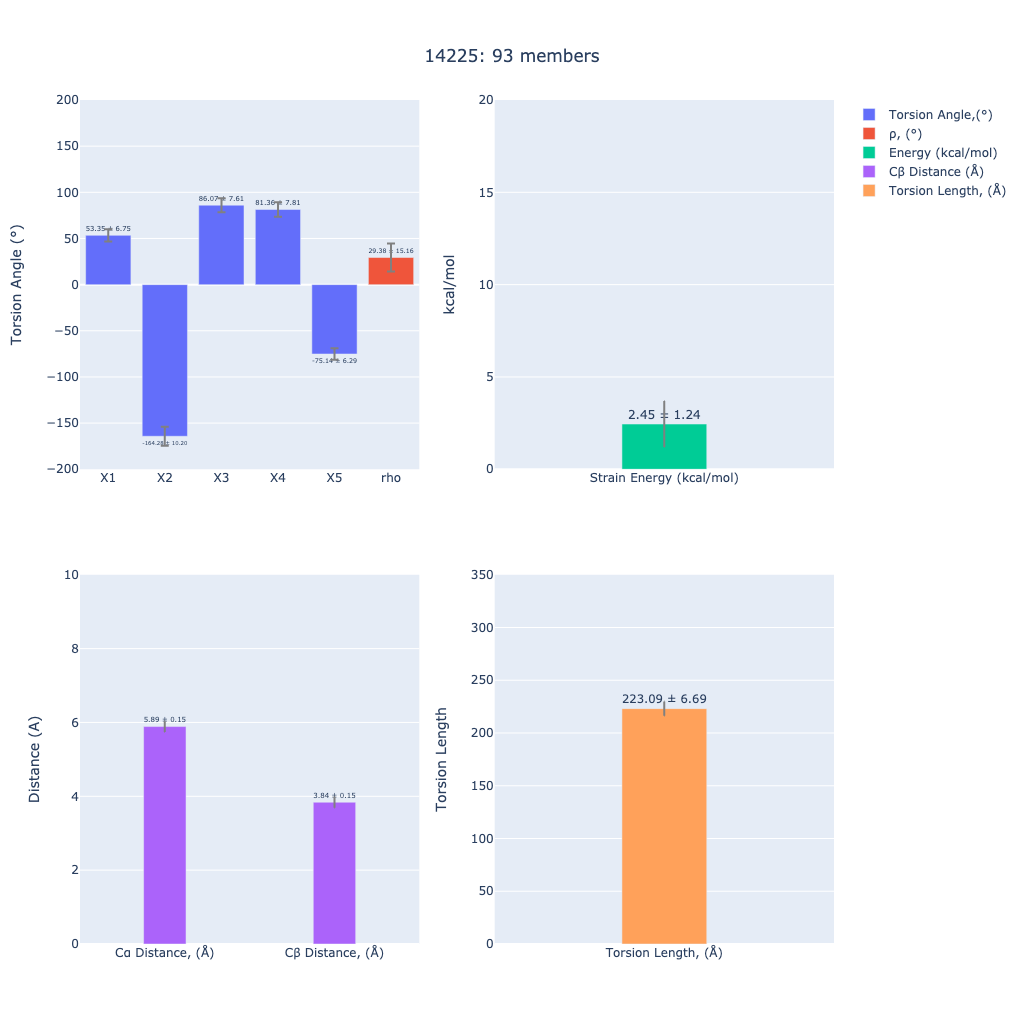 14225: 93 members
200
150
100
50
0
−50
−100
−150
−200
Torsion Angle (°)
53.35 ± 6.75
86.07 ± 7.61
81.36 ± 7.81
29.38 ± 15.16
-75.14 ± 6.29
± 10.20
X1 X2 X3 X4 X5 rho
20
15
10
5
0
kcal/mol
2.45 ± 1.24
Strain Energy (kcal/mol)
Torsion Angle,(°)
ρ, (°)
Energy (kcal/mol)
Cβ Distance (Å)
Torsion Length, (Å)
10
8
6
4
2
0
Distance (A)
5.89 ± 0.15
3.84 ± 0.15
Cα Distance, (Å) Cβ Distance, (Å)
350
300
250
200
150
100
50
0
Torsion Length
223.09 ± 6.69
Torsion Length, (Å)